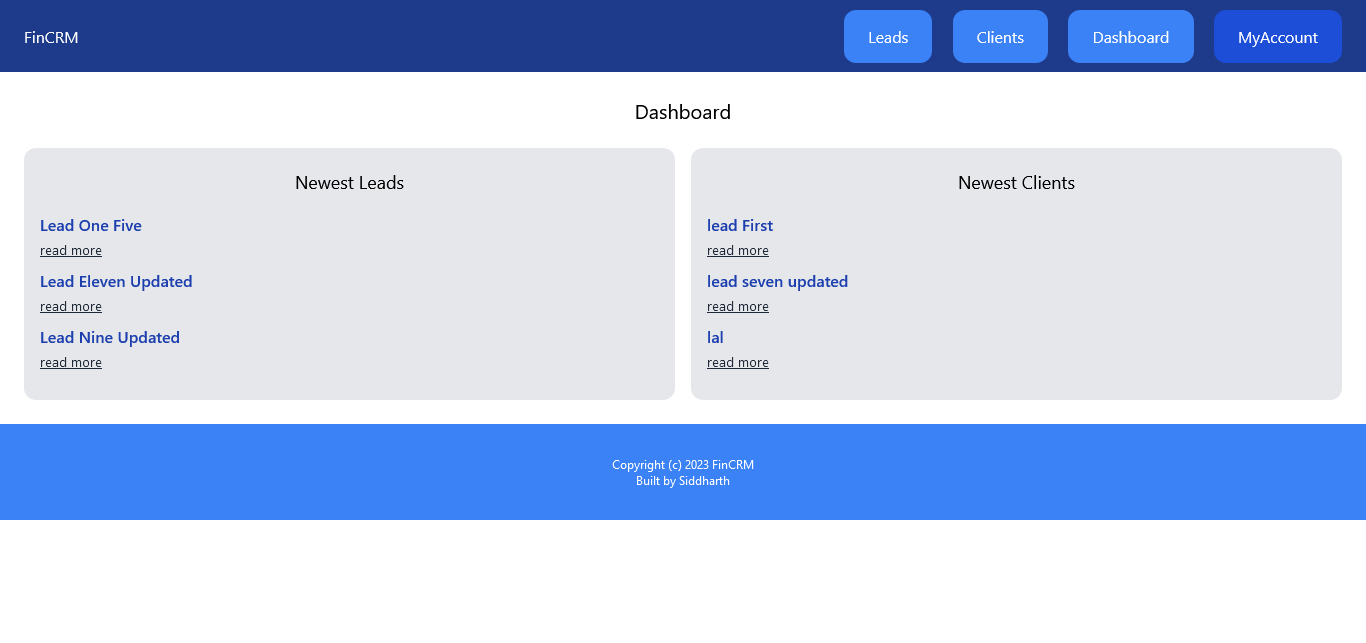 FinCRM
Leads
Clients
Dashboard
MyAccount
Dashboard
Newest Leads
Lead One Five
read more
Lead Eleven Updated
read more
Lead Nine Updated
read more
Newest Clients
lead First
read more
lead seven updated
read more
lal
read more
Copyright (c) 2023 FinCRM
Built by Siddharth